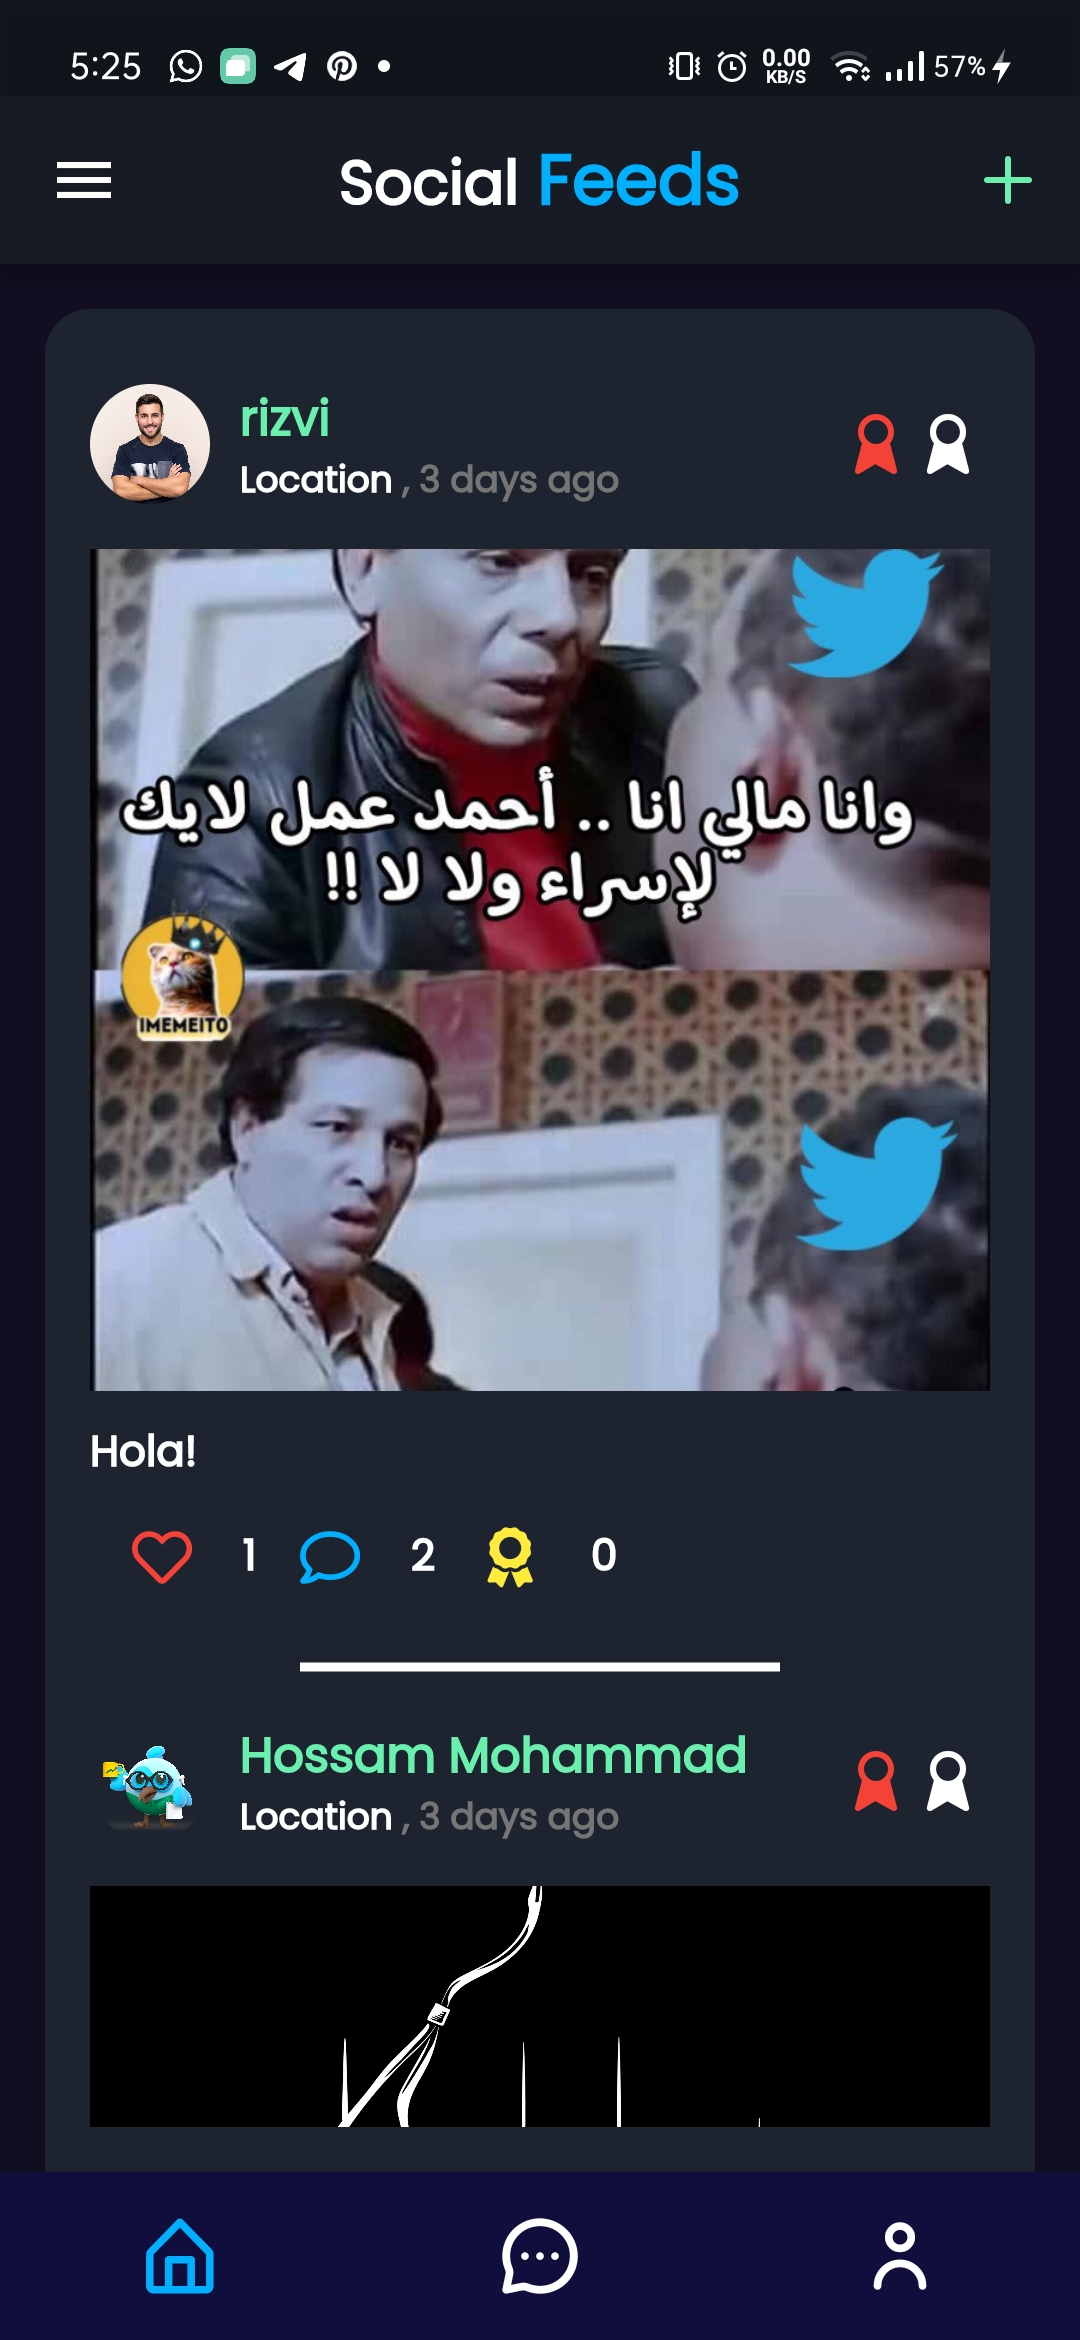 5:25
0.00
KB/S
57%
Social Feeds
rizvi
Location , 3 days ago
وانا مالي انا .. أحمد عمل لايك
لإسراء ولا لا !!
IMEMEITO
Hola!
1 2 0
Hossam Mohammad
Location , 3 days ago